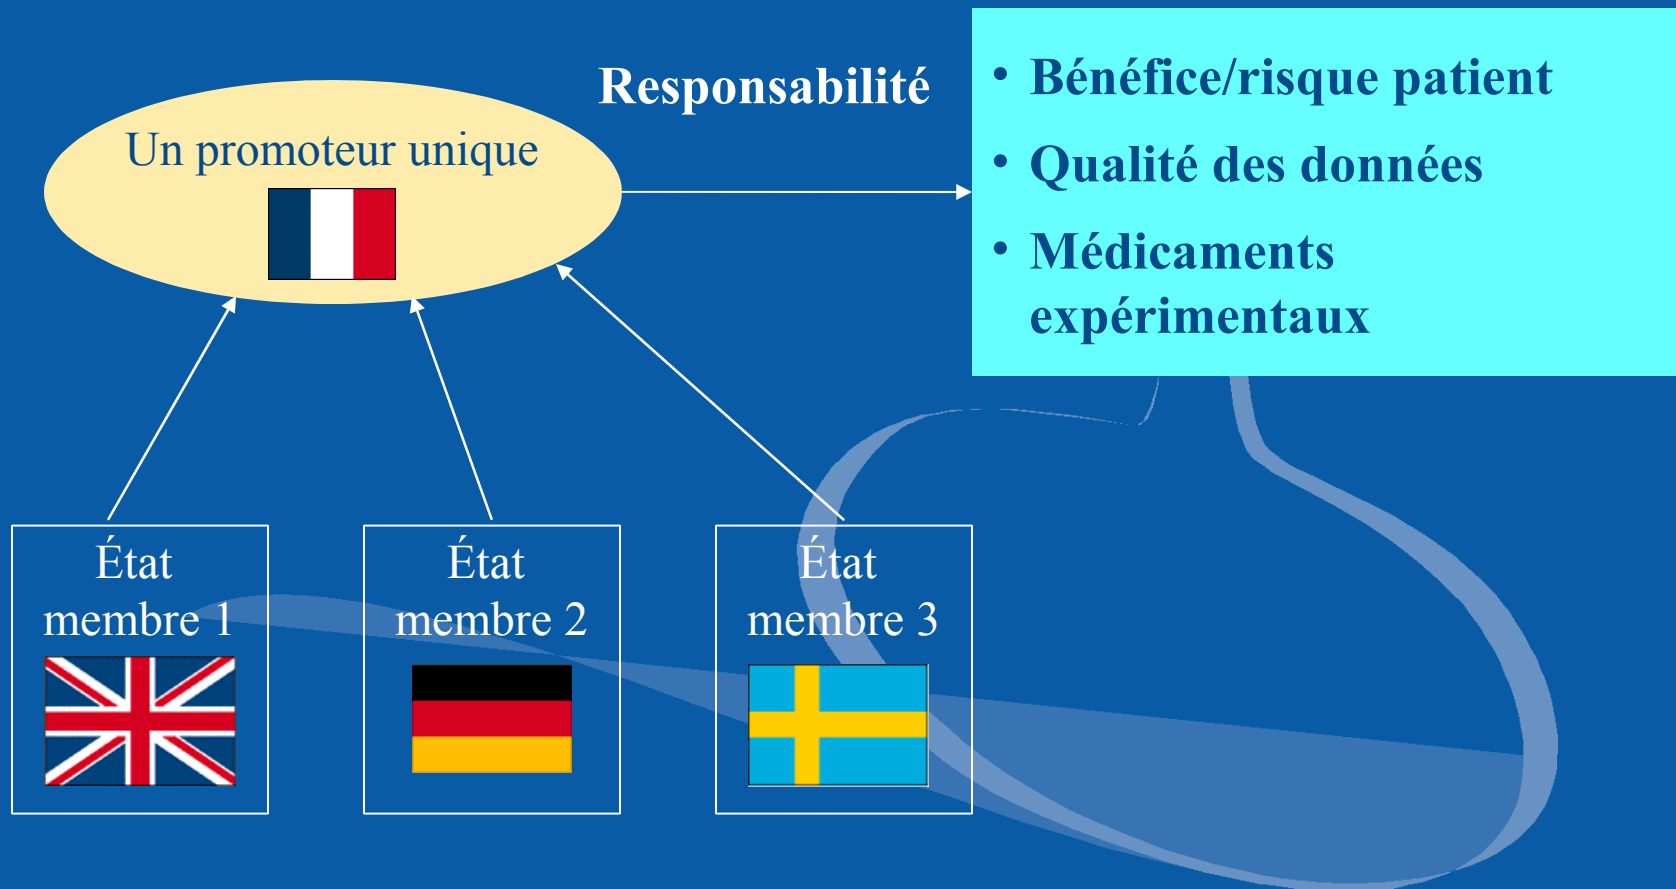 Responsabilité
Un promoteur unique
• Bénéfice/risque patient
• Qualité des données
• Médicaments
expérimentaux
État
membre 1
État
membre 2
État
membre 3